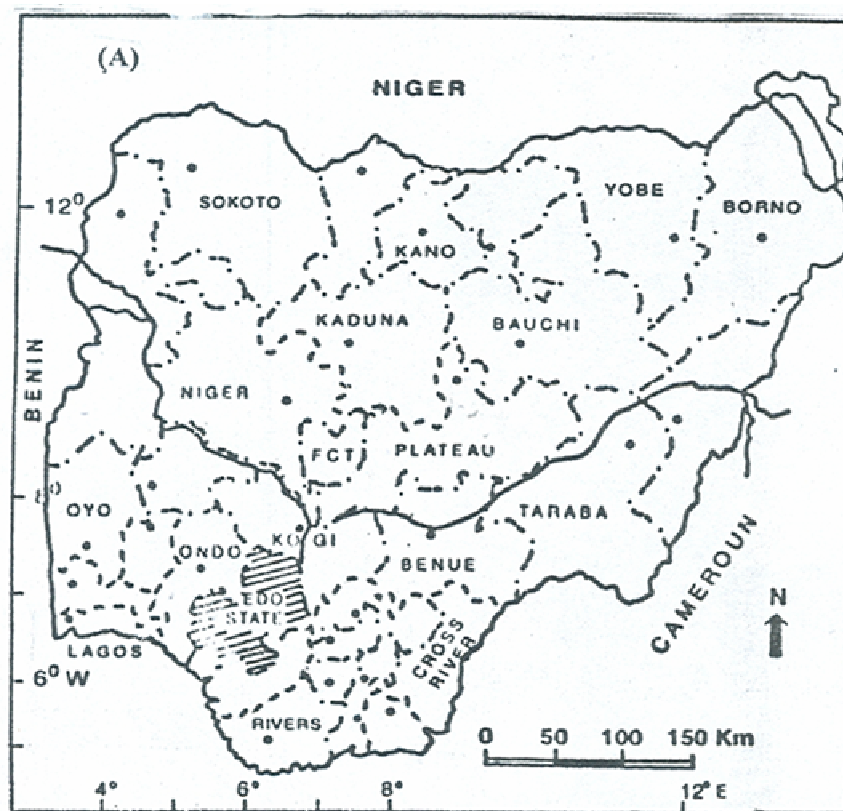 (A)
NIGER
12°
SOKOTO
YOBE
BORNO
KANO
KADUNA
BAUCHI
BENIN
NIGER
FCT
PLATEAU
8°
OYO
TARABA
KOGI
ONDO
BENUE
EDO
STATE
CAMEROUN
N
CROSS
RIVER
LAGOS
6° W
RIVERS
0 50 100 150 Km
4° 6° 8° 12° E